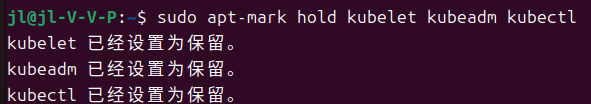 jl@jl-V-V-P:~$ sudo apt-mark hold kubelet kubeadm kubectl
kubelet 已经设置为保留。
kubeadm 已经设置为保留。
kubectl 已经设置为保留。